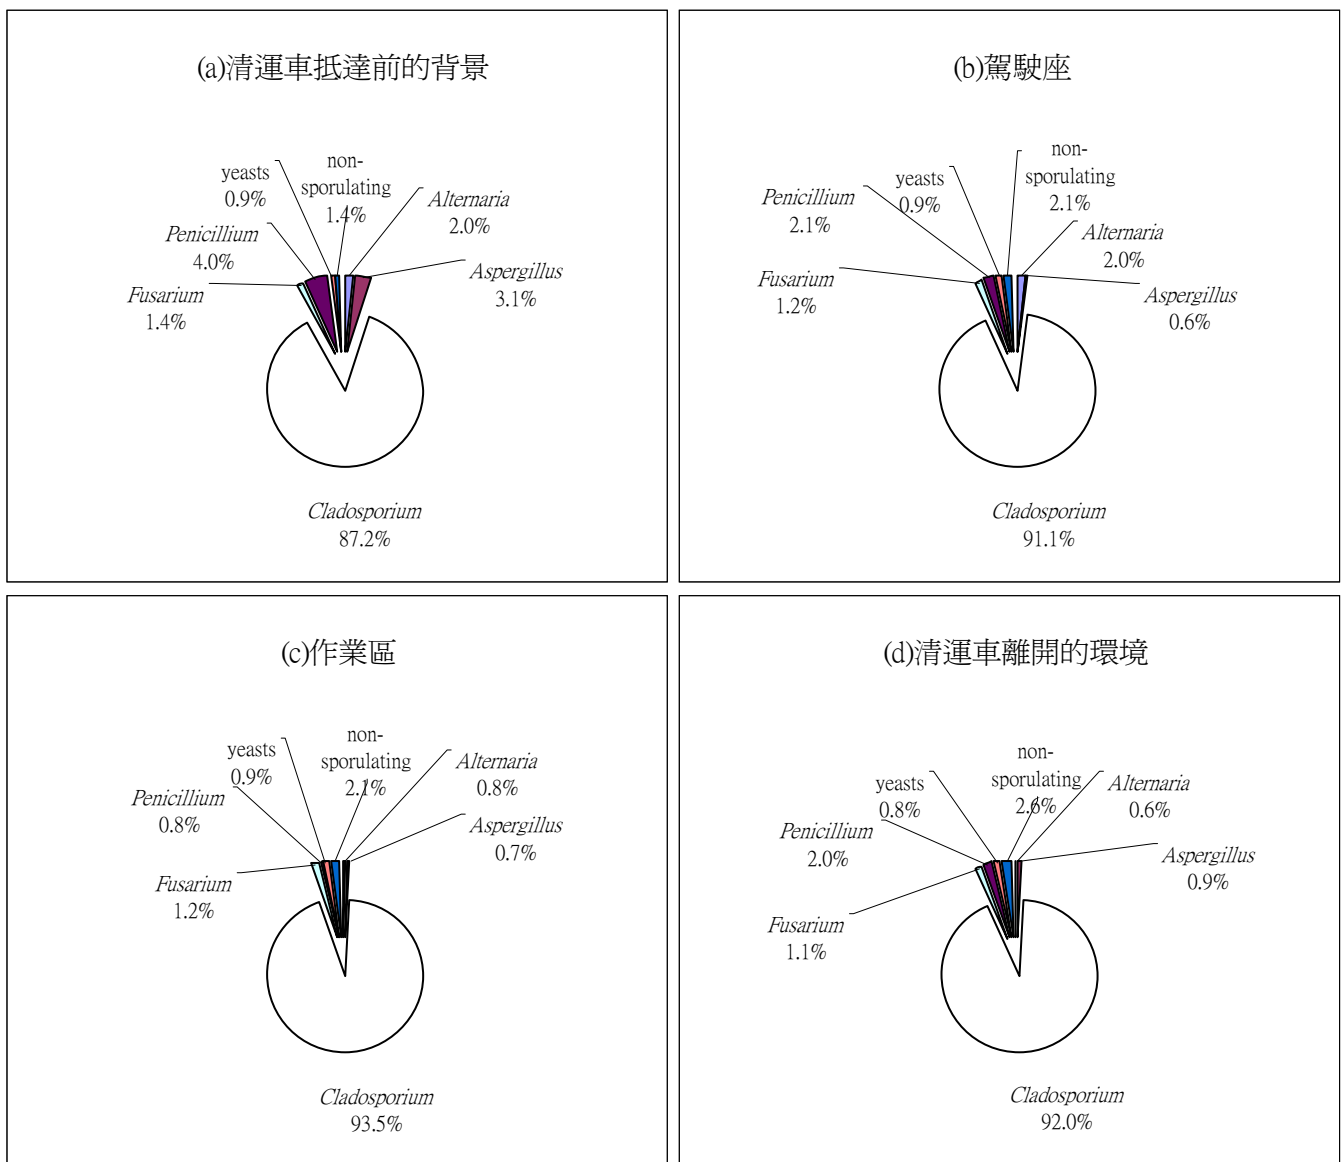 (a)清運車抵達前的背景
non-
yeasts
sporulating
0.9%
1.4%
Alternaria
2.0%
Penicillium
4.0%
Aspergillus
3.1%
Fusarium
1.4%
Cladosporium
87.2%
(b)駕駛座
non-
sporulating
2.1%
yeasts
0.9%
Penicillium
2.1%
Alternaria
2.0%
Fusarium
1.2%
Aspergillus
0.6%
Cladosporium
91.1%
(c)作業區
non-
sporulating
2.1%
yeasts
0.9%
Alternaria
0.8%
Penicillium
0.8%
Aspergillus
0.7%
Fusarium
1.2%
Cladosporium
93.5%
(d)清運車離開的環境
non-
sporulating
2.6%
yeasts
0.8%
Alternaria
0.6%
Penicillium
2.0%
Aspergillus
0.9%
Fusarium
1.1%
Cladosporium
92.0%